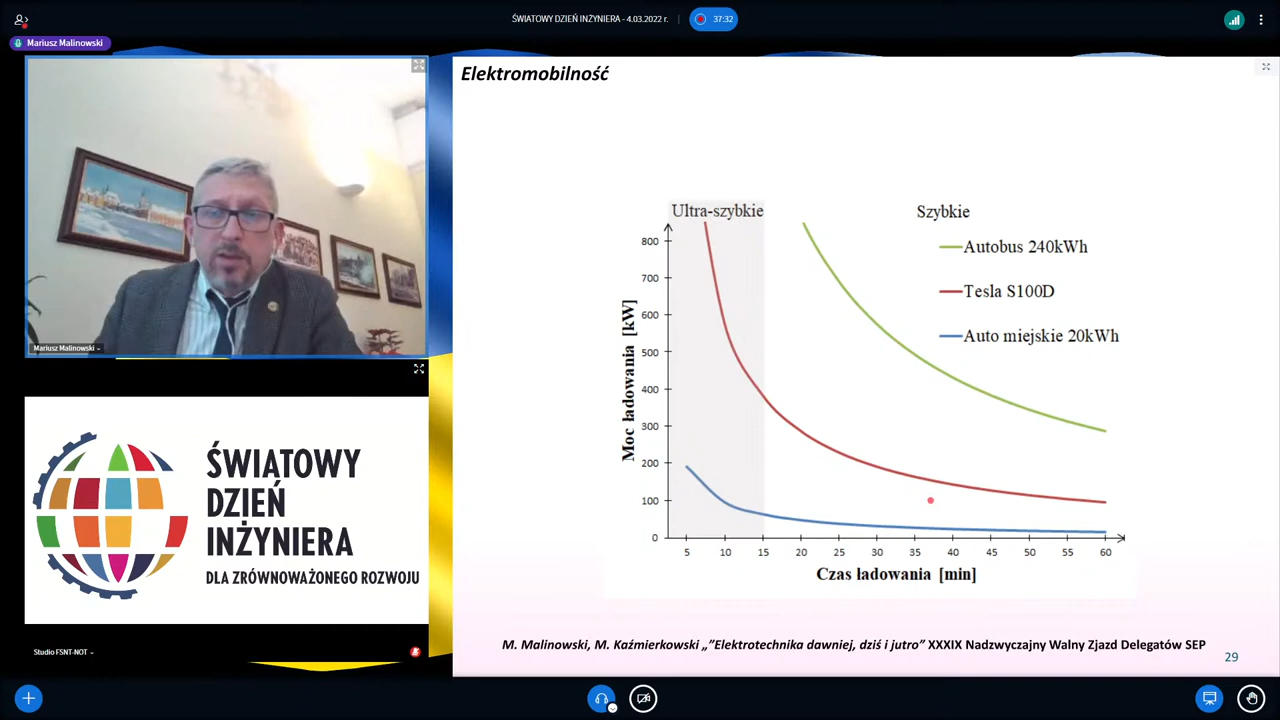 ŚWIATOWY DZIEŃ INŻYNIERA - 4.03.2022 r.
37:32
Mariusz Malinowski
Mariusz Malinowski
ŚWIATOWY
DZIEŃ
INŻYNIERA
DLA ZRÓWNOWAŻONEGO ROZWOJU
Studio FSNT-NOT
Elektromobilność
Ultra-szybkie
Szybkie
Autobus 240kWh
Tesla S100D
Auto miejskie 20kWh
Moc ładowania [kW]
800
700
600
500
400
300
200
100
0
5 10 15 20 25 30 35 40 45 50 55 60
Czas ładowania [min]
M. Malinowski, M. Kaźmierkowski „”Elektrotechnika dawniej, dziś i jutro” XXXIX Nadzwyczajny Walny Zjazd Delegatów SEP
29